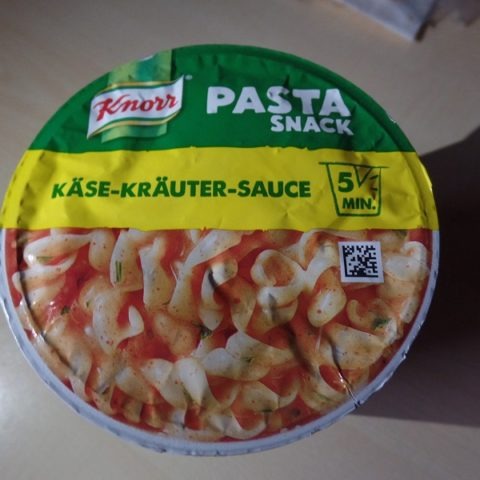 Knorr
PASTA
SNACK
KÄSE-KRÄUTER-SAUCE
5
MIN.